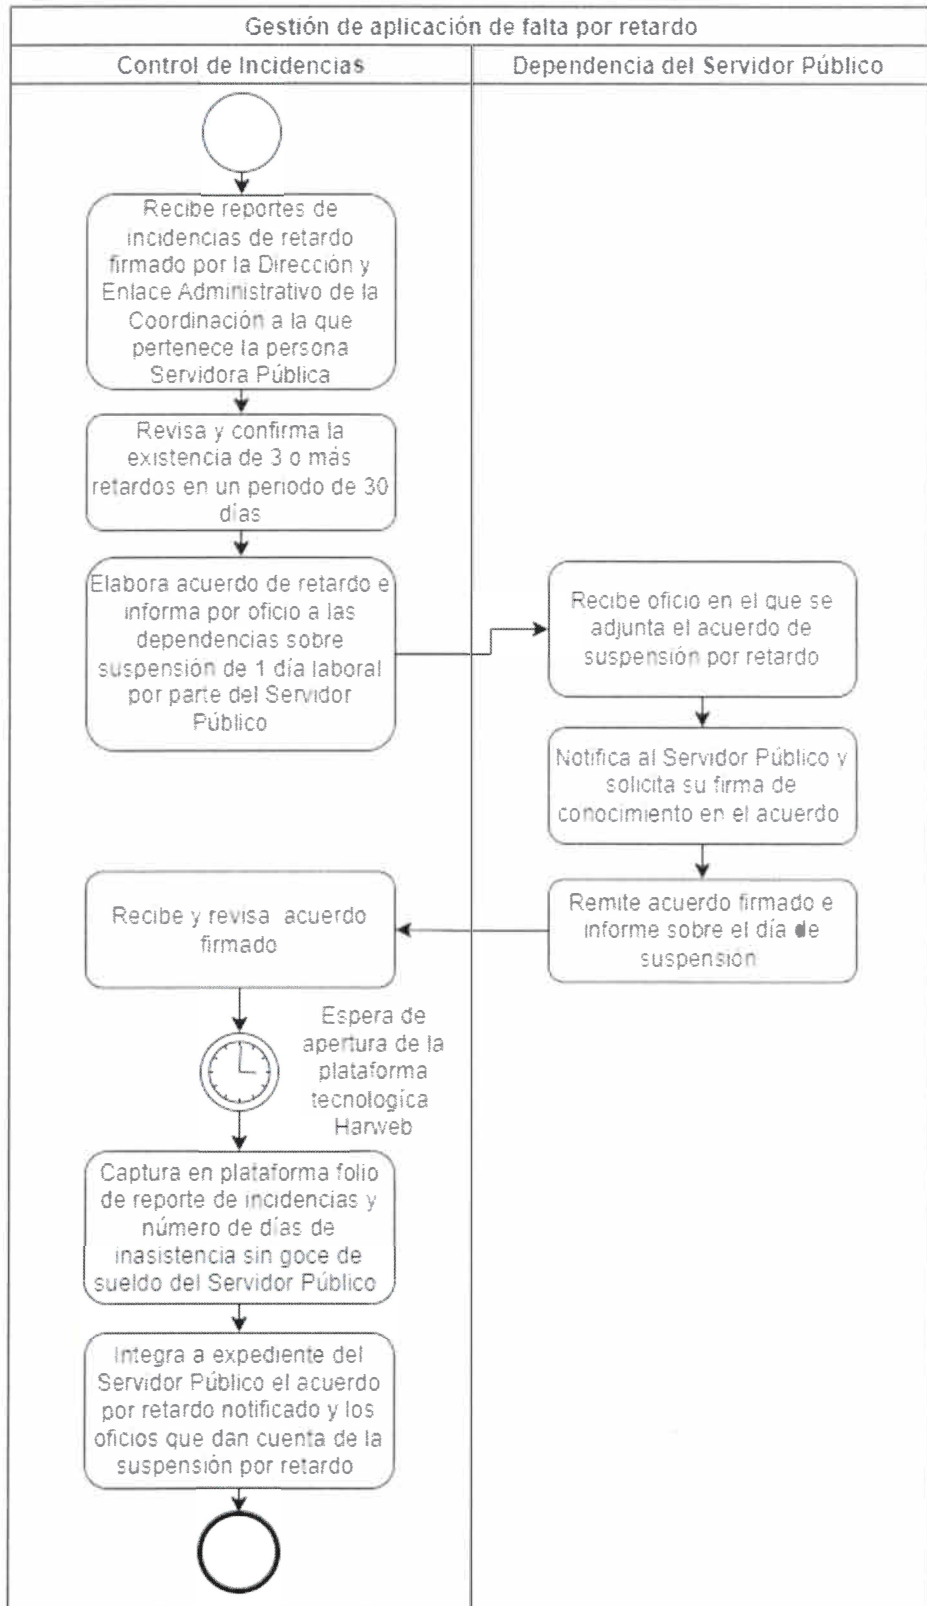 Gestión de aplicación de falta por retardo
Control de Incidencias
Dependencia del Servidor Público
Recibe reportes de
incidencias de retardo
firmado por la Dirección y
Enlace Administrativo de la
Coordinación a la que
pertenece la persona
Servidora Pública
Revisa y confirma la
existencia de 3 o más
retardos en un periodo de 30
días
Elabora acuerdo de retardo e
informa por oficio a las
dependencias sobre
suspensión de 1 día laboral
por parte del Servidor
Público
Recibe oficio en el que se
adjunta el acuerdo de
suspensión por retardo
Notifica al Servidor Público y
solicita su firma de
conocimiento en el acuerdo
Remite acuerdo firmado e
informe sobre el día de
suspensión
Recibe y revisa acuerdo
firmado
Espera de
apertura de la
plataforma
tecnologíca
Harweb
Captura en plataforma folio
de reporte de incidencias y
número de días de
inasistencia sin goce de
sueldo del Servidor Público
Integra a expediente del
Servidor Público el acuerdo
por retardo notificado y los
oficios que dan cuenta de la
suspensión por retardo